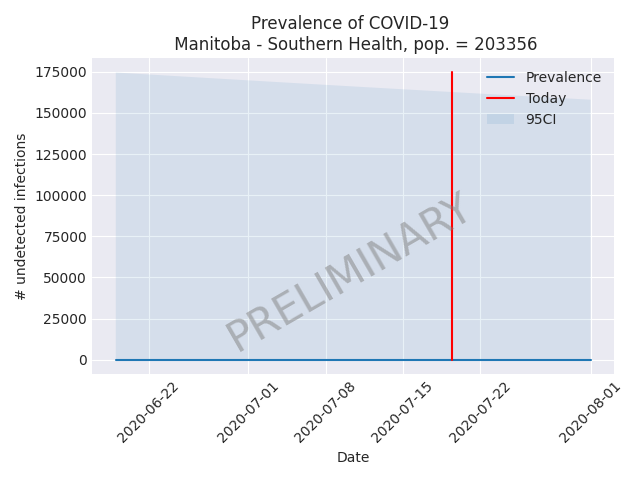 Prevalence of COVID-19
Manitoba - Southern Health, pop. = 203356
175000
150000
125000
100000
75000
50000
25000
0
# undetected infections
Prevalence
Today
95CI
PRELIMINARY
2020-06-22
2020-07-01
2020-07-08
2020-07-15
2020-07-22
2020-08-01
Date